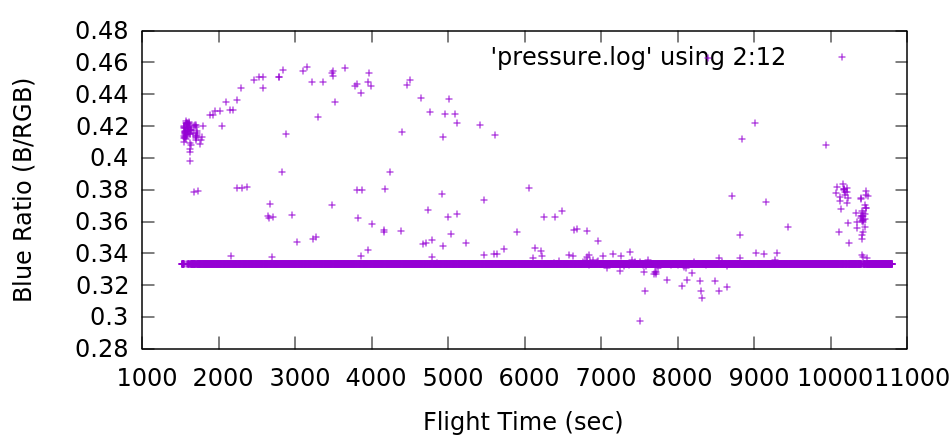 0.48
0.46
0.44
0.42
0.4
0.38
0.36
0.34
0.32
0.3
0.28
1000 2000 3000 4000 5000 6000 7000 8000 9000 10000 11000
Blue Ratio (B/RGB)
Flight Time (sec)
'pressure.log' using 2:12